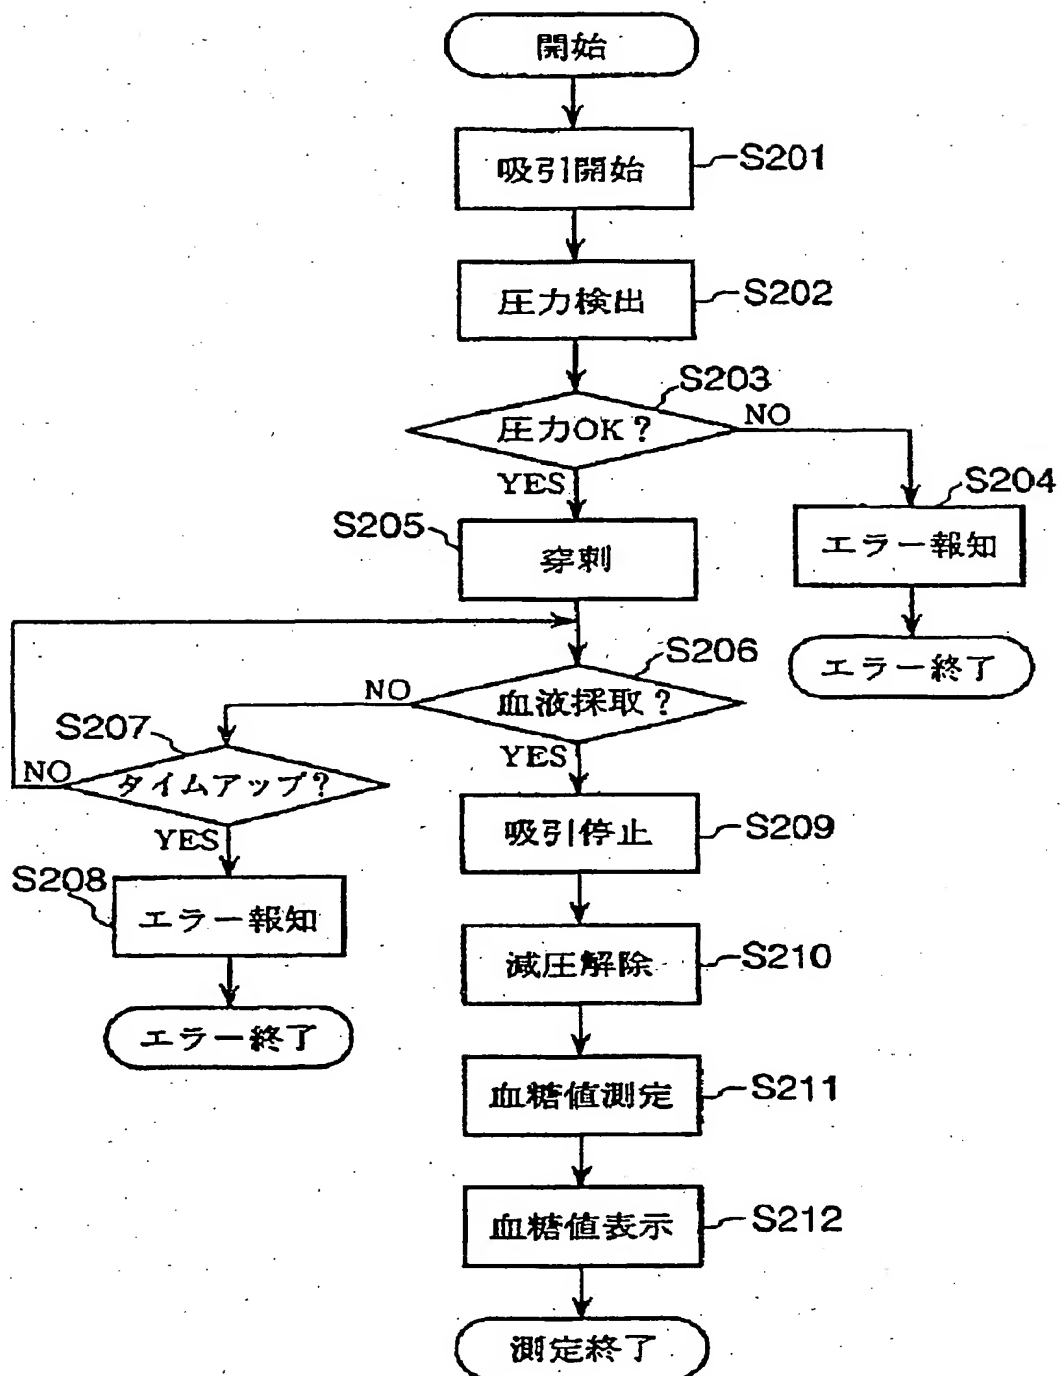 開始
吸引開始
S201
圧力検出
S202
S203
圧力OK?
NO
YES
S204
エラー報知
エラー終了
S205
穿刺
S206
血液採取?
NO
YES
S207
タイムアップ?
NO
YES
S208
エラー報知
エラー終了
吸引停止
S209
減圧解除
S210
血糖値測定
S211
血糖値表示
S212
測定終了